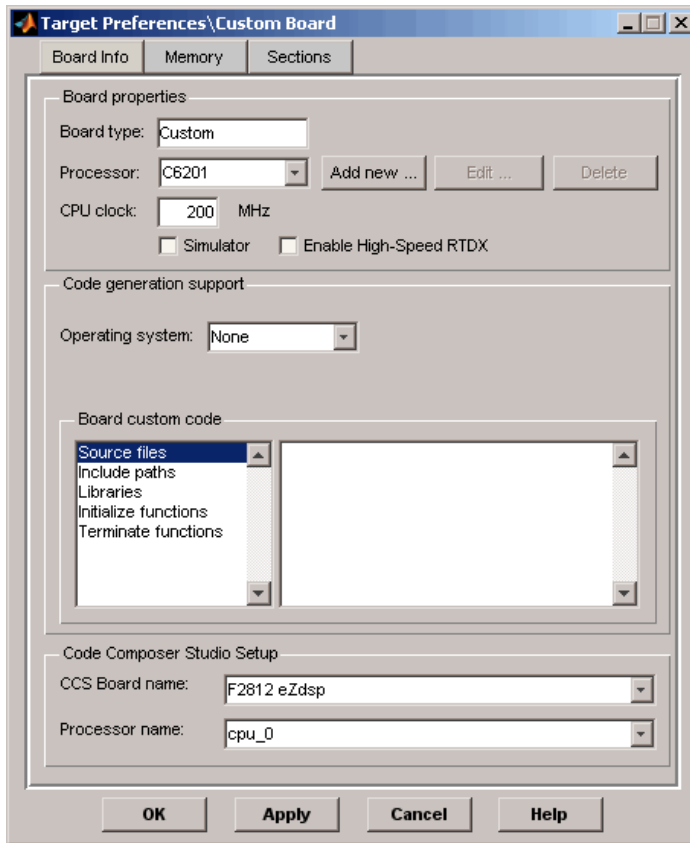 Target Preferences\Custom Board
Board Info Memory Sections
Board properties
Board type: Custom
Processor: C6201 Add new ... Edit ... Delete
CPU clock: 200 MHz
Simulator Enable High-Speed RTDX
Code generation support
Operating system: None
Board custom code
Source files
Include paths
Libraries
Initialize functions
Terminate functions
Code Composer Studio Setup
CCS Board name: F2812 eZdsp
Processor name: cpu_0
OK Apply Cancel Help